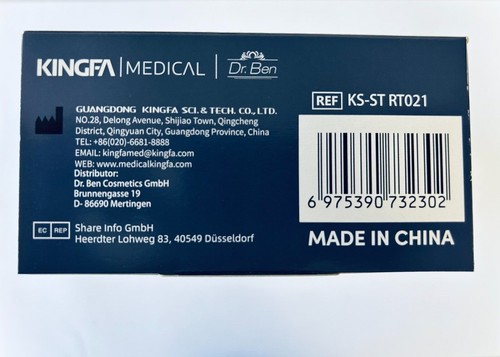 KINGFA | MEDICAL | Dr. Ben
GUANGDONG KINGFA SCI. & TECH. CO., LTD.
NO.28, Delong Avenue, Shijiao Town, Qingcheng
District, Qingyuan City, Guangdong Province, China
TEL: +86(020)-6681-8888
EMAIL: kingfamed@kingfa.com
WEB: www.medicalkingfa.com
Distributor:
Dr. Ben Cosmetics GmbH
Brunnengasse 19
D- 86690 Mertingen
EC REP Share Info GmbH
Heerdter Lohweg 83, 40549 Düsseldorf
REF KS-ST RT021
6 975390 732302
MADE IN CHINA